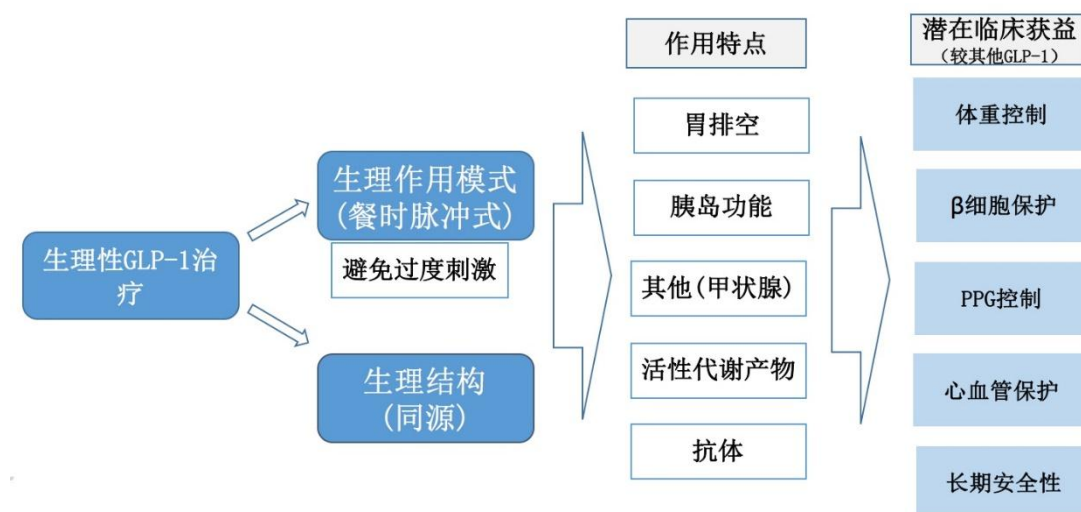 生理性GLP-1治
疗
生理作用模式
(餐时脉冲式)
避免过度刺激
生理结构
(同源)
作用特点
胃排空
胰岛功能
其他(甲状腺)
活性代谢产物
抗体
潜在临床获益
(较其他GLP-1)
体重控制
β细胞保护
PPG控制
心血管保护
长期安全性